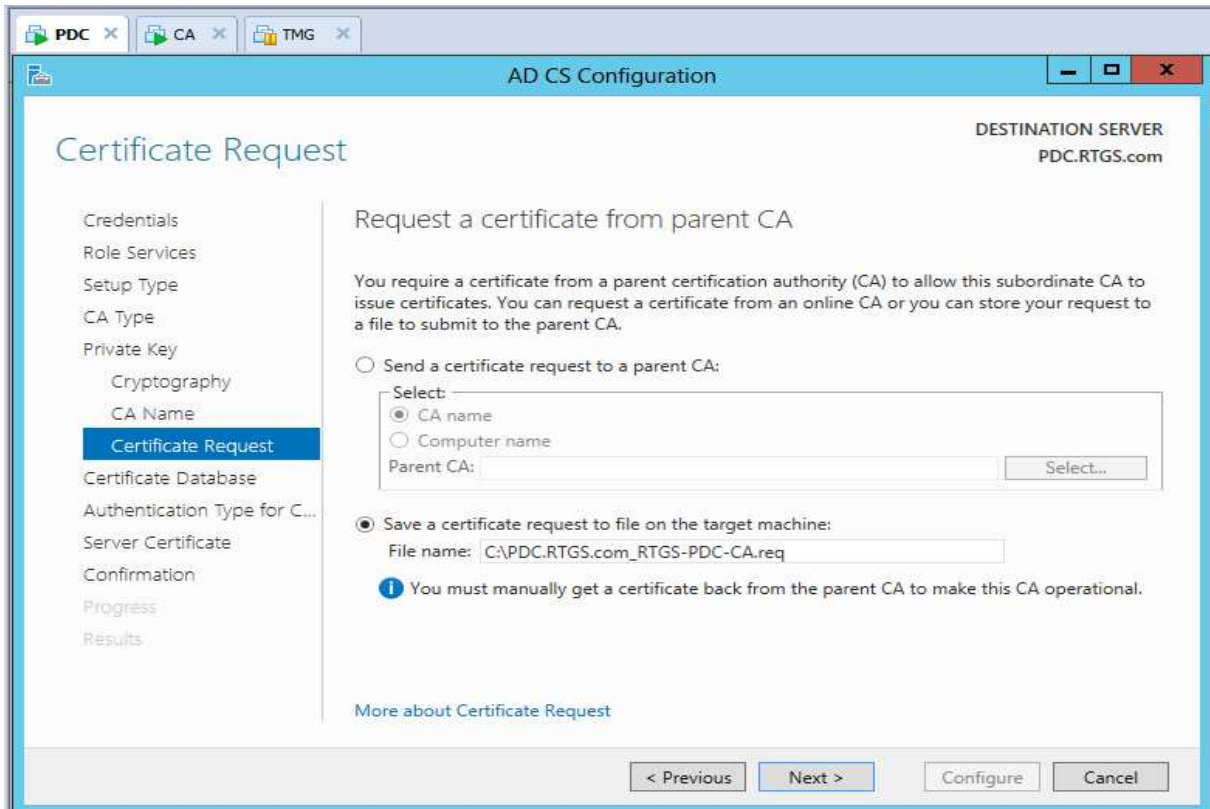 PDC
CA
TMG
AD CS Configuration
Certificate Request
DESTINATION SERVER
PDC.RTGS.com
Credentials
Role Services
Setup Type
CA Type
Private Key
Cryptography
CA Name
Certificate Request
Certificate Database
Authentication Type for C...
Server Certificate
Confirmation
Progress
Results
Request a certificate from parent CA
You require a certificate from a parent certification authority (CA) to allow this subordinate CA to
issue certificates. You can request a certificate from an online CA or you can store your request to
a file to submit to the parent CA.
Send a certificate request to a parent CA:
Select:
CA name
Computer name
Parent CA:
Select...
Save a certificate request to file on the target machine:
File name: C:\PDC.RTGS.com_RTGS-PDC-CA.req
You must manually get a certificate back from the parent CA to make this CA operational.
More about Certificate Request
< Previous
Next >
Configure
Cancel